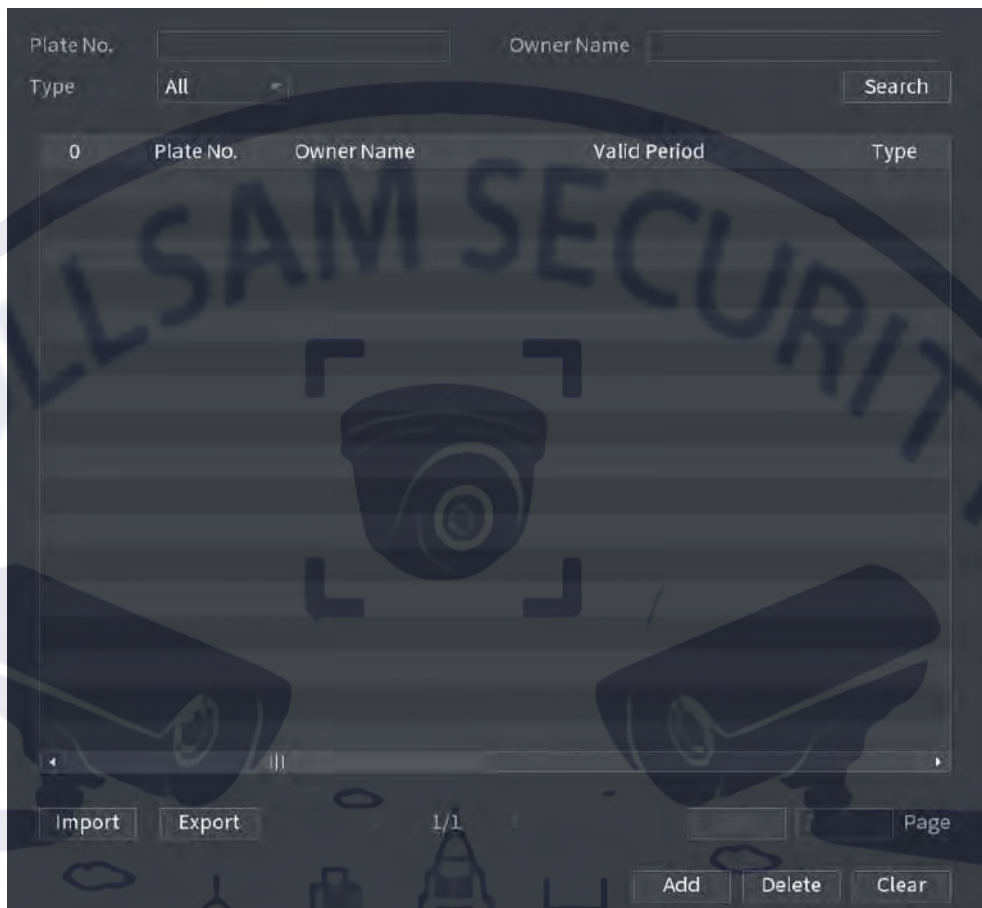 Plate No. Owner Name
Type All Search
0 Plate No. Owner Name Valid Period Type
LLSAM SECURITY
Import Export 1/1 Page
Add Delete Clear